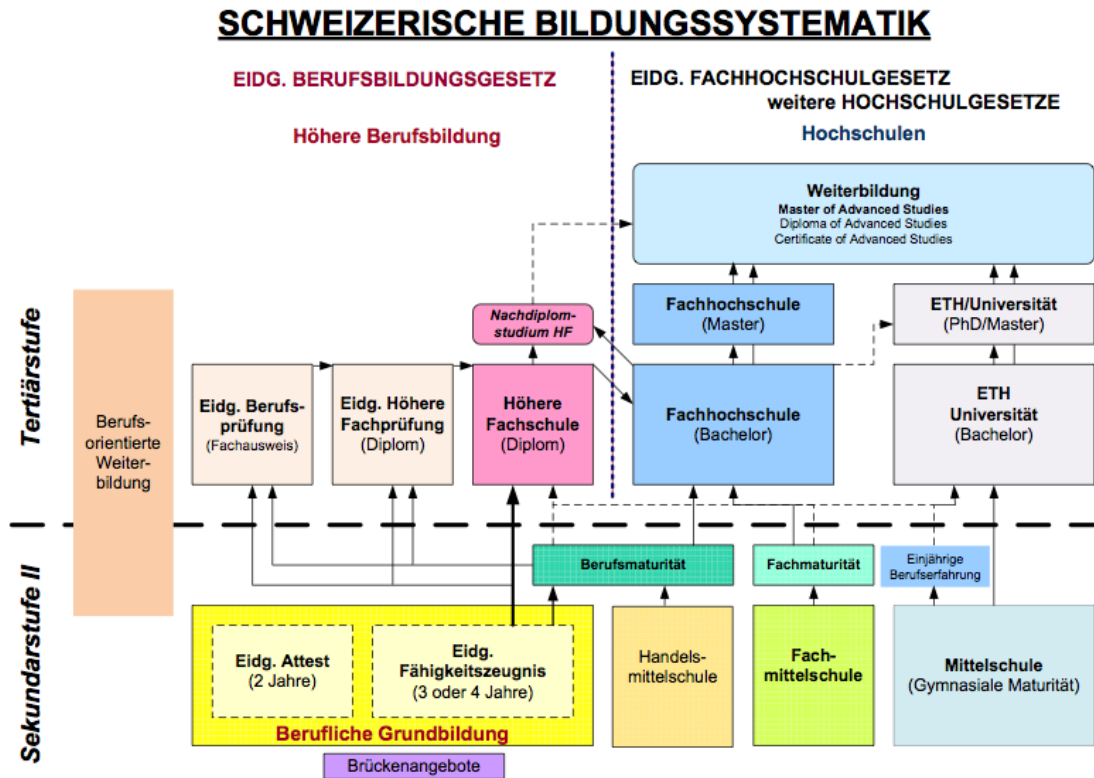 SCHWEIZERISCHE BILDUNGSSYSTEMATIK
EIDG. BERUFSBILDUNGSGESETZ
EIDG. FACHHOCHSCHULGESETZ
weitere HOCHSCHULGESETZE
Höhere Berufsbildung
Hochschulen
Weiterbildung
Master of Advanced Studies
Diploma of Advanced Studies
Certificate of Advanced Studies
Tertiärstufe
Berufs-
orientierte
Weiter-
bildung
Nachdiplom-
studium HF
Fachhochschule
(Master)
ETH/Universität
(PhD/Master)
Eidg. Berufs-
prüfung
(Fachausweis)
Eidg. Höhere
Fachprüfung
(Diplom)
Höhere
Fachschule
(Diplom)
Fachhochschule
(Bachelor)
ETH
Universität
(Bachelor)
Sekundarstufe II
Berufsmaturität
Fachmaturität
Einjährige
Berufserfahrung
Eidg. Attest
(2 Jahre)
Eidg.
Fähigkeitszeugnis
(3 oder 4 Jahre)
Berufliche Grundbildung
Handels-
mittelschule
Fach-
mittelschule
Mittelschule
(Gymnasiale Maturität)
Brückenangebote